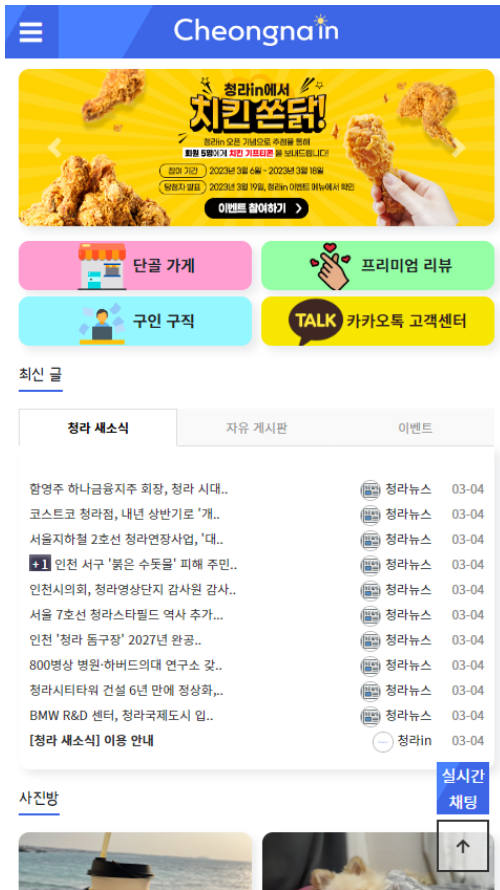 Cheongnain
청라in에서
치킨 쏜닭!
청라in 오픈 기념으로 추첨을 통해
회원 5명에게 치킨 기프티콘을 보내드립니다!
참여 기간 2023년 3월 6일 ~ 2023년 3월 18일
당첨자 발표 2023년 3월 19일, 청라in 이벤트 메뉴에서 확인
이벤트 참여하기 >
단골 가게
프리미엄 리뷰
구인 구직
TALK 카카오톡 고객센터
최신 글
청라 새소식 자유 게시판 이벤트
함영주 하나금융지주 회장, 청라 시대.. 청라뉴스 03-04
코스트코 청라점, 내년 상반기로 '개.. 청라뉴스 03-04
서울지하철 2호선 청라연장사업, '대.. 청라뉴스 03-04
+1 인천 서구 '붉은 수돗물' 피해 주민.. 청라뉴스 03-04
인천시의회, 청라영상단지 감사원 감사.. 청라뉴스 03-04
서울 7호선 청라스타필드 역사 추가... 청라뉴스 03-04
인천 '청라 돔구장' 2027년 완공.. 청라뉴스 03-04
800병상 병원·하버드의대 연구소 갖.. 청라뉴스 03-04
청라시티타워 건설 6년 만에 정상화,.. 청라뉴스 03-04
BMW R&D 센터, 청라국제도시 입.. 청라뉴스 03-04
[청라 새소식] 이용 안내 청라in 03-04
실시간
채팅
사진방